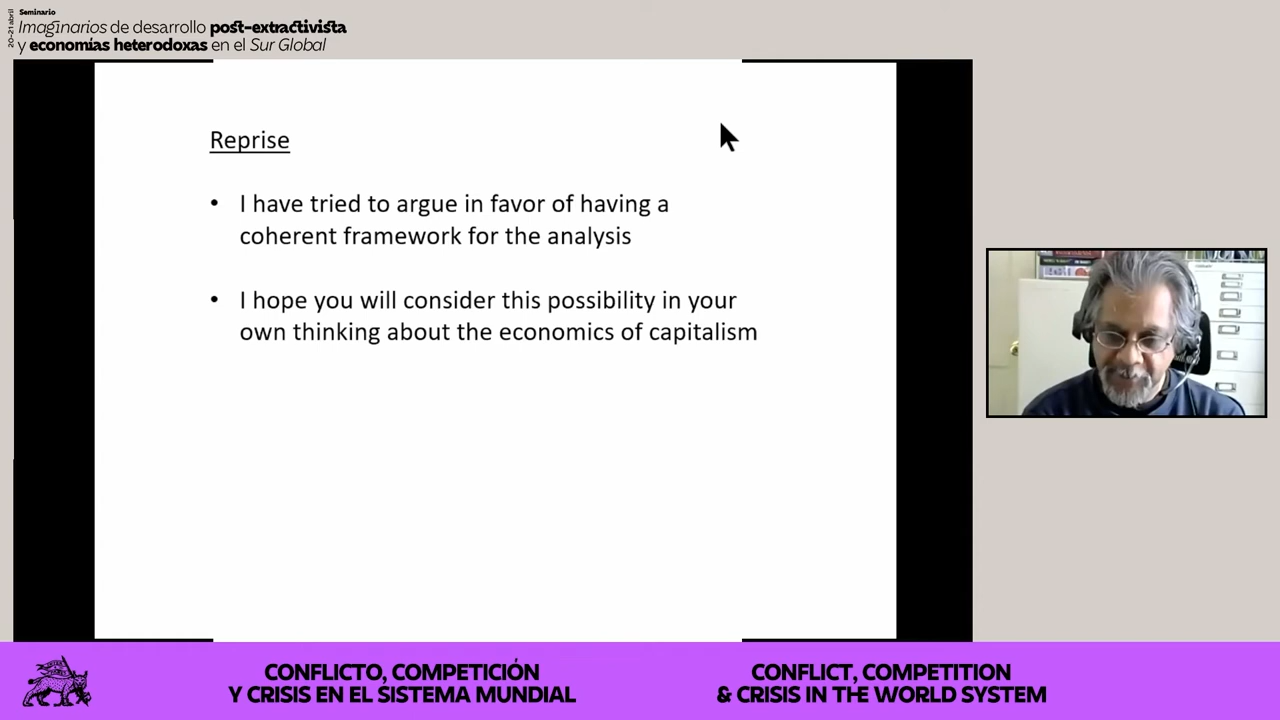 20-21 abril
Seminario
Imaginarios de desarrollo post-extractivista
y economías heterodoxas en el Sur Global
Reprise
• I have tried to argue in favor of having a
coherent framework for the analysis
• I hope you will consider this possibility in your
own thinking about the economics of capitalism
CONFLICTO, COMPETICIÓN
Y CRISIS EN EL SISTEMA MUNDIAL
CONFLICT, COMPETITION
& CRISIS IN THE WORLD SYSTEM